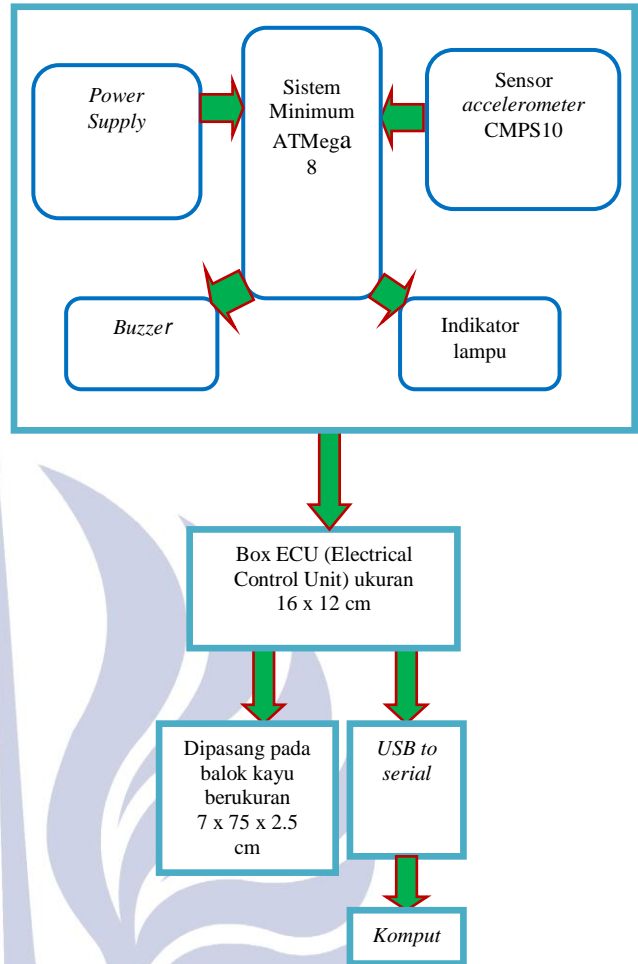 Power
Supply
Sistem
Minimum
ATMega
8
Sensor
accelerometer
CMPS10
Buzzer
Indikator
lampu
Box ECU (Electrical
Control Unit) ukuran
16 x 12 cm
Dipasang pada
balok kayu
berukuran
7 x 75 x 2.5
cm
USB to
serial
Komput